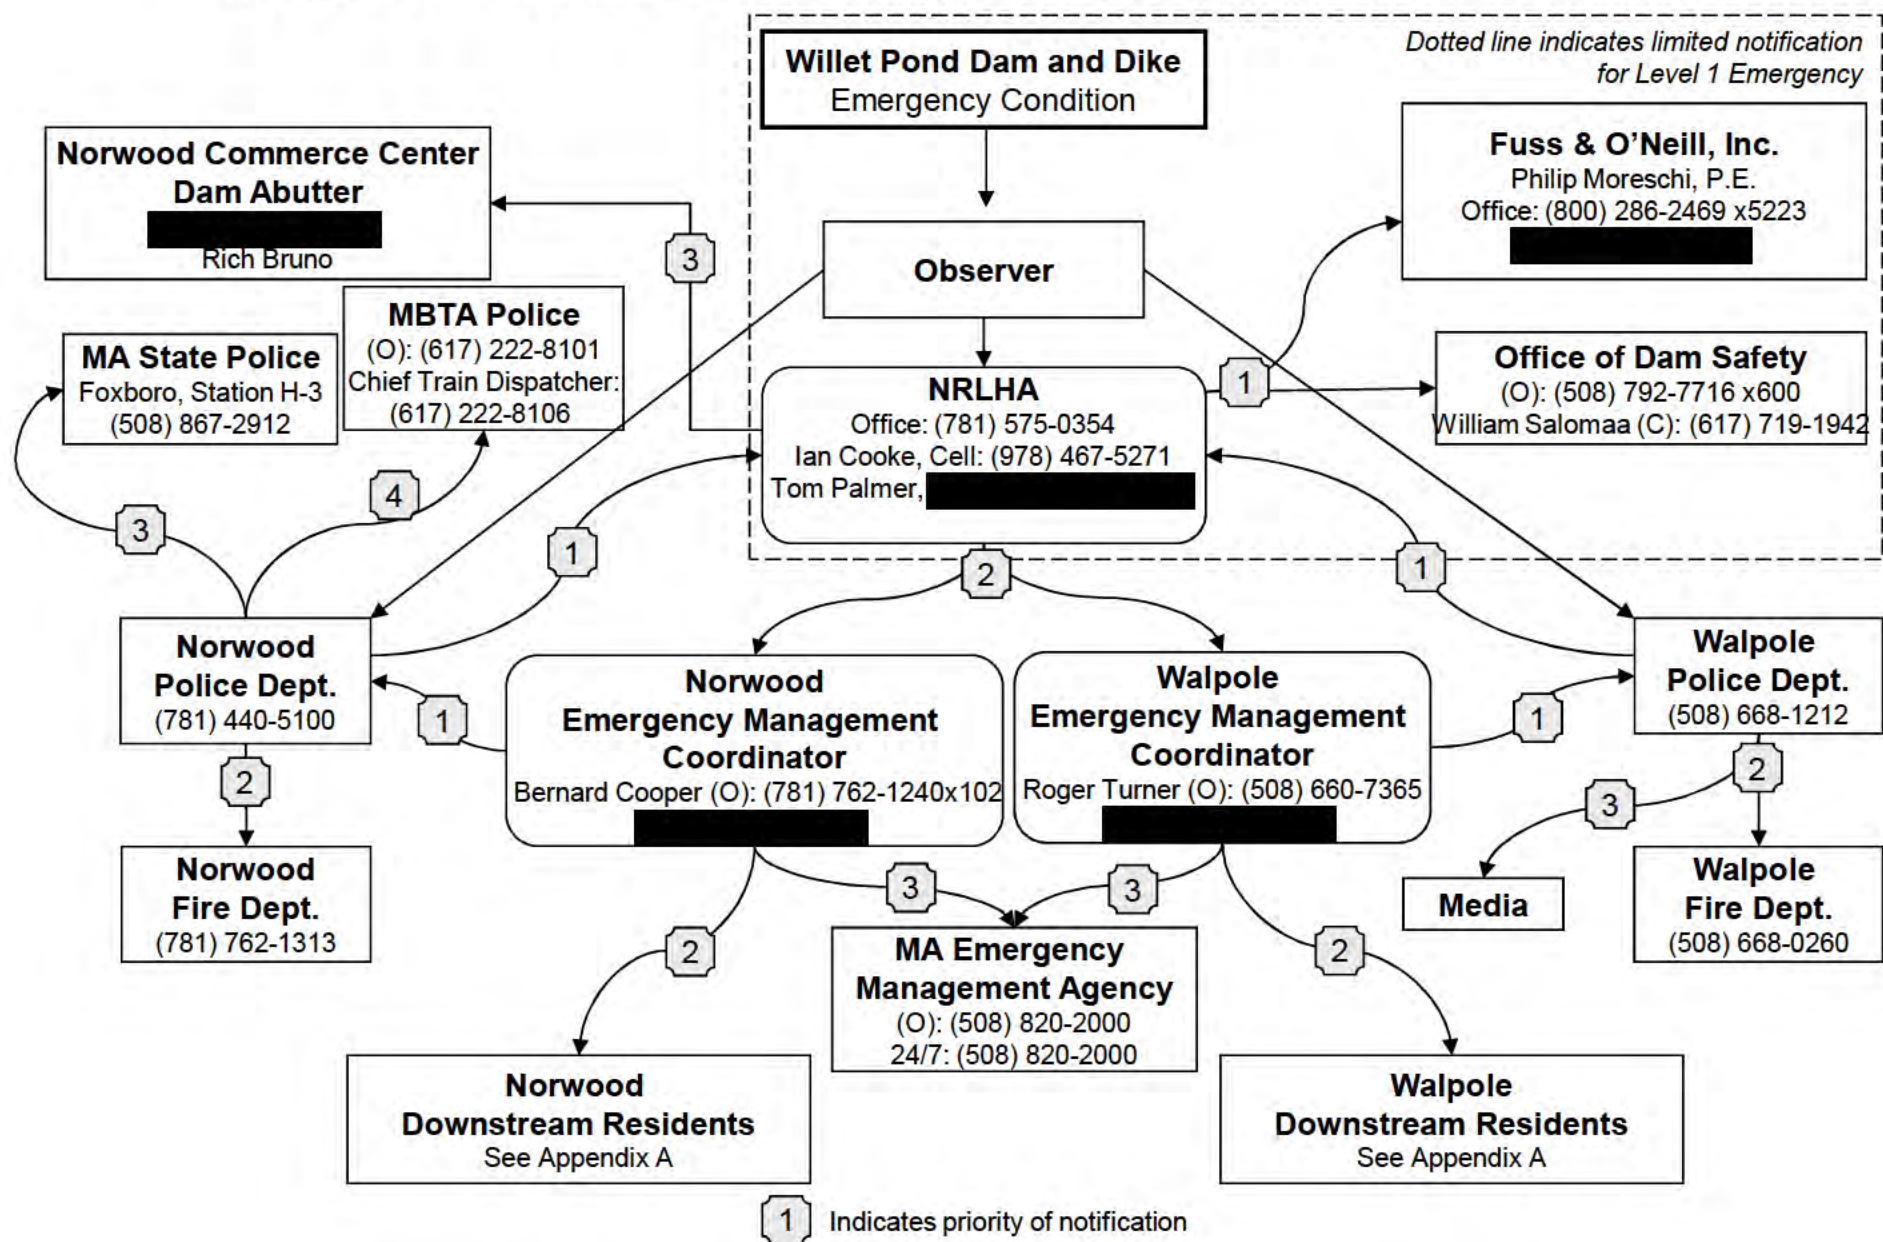 Dotted line indicates limited notification
for Level 1 Emergency
Willet Pond Dam and Dike
Emergency Condition
Norwood Commerce Center
Dam Abutter
Rich Bruno
Fuss & O'Neill, Inc.
Philip Moreschi, P.E.
Office: (800) 286-2469 x5223
Observer
3
MBTA Police
(O): (617) 222-8101
Chief Train Dispatcher:
(617) 222-8106
MA State Police
Foxboro, Station H-3
(508) 867-2912
NRLHA
Office: (781) 575-0354
Ian Cooke, Cell: (978) 467-5271
Tom Palmer,
1
Office of Dam Safety
(O): (508) 792-7716 x600
William Salomaa (C): (617) 719-1942
4
3
1
2
1
Norwood
Police Dept.
(781) 440-5100
1
Norwood
Emergency Management
Coordinator
Bernard Cooper (O): (781) 762-1240x102
Walpole
Emergency Management
Coordinator
Roger Turner (O): (508) 660-7365
1
Walpole
Police Dept.
(508) 668-1212
2
2
3
Norwood
Fire Dept.
(781) 762-1313
3
3
Media
Walpole
Fire Dept.
(508) 668-0260
2
MA Emergency
Management Agency
(O): (508) 820-2000
24/7: (508) 820-2000
2
Norwood
Downstream Residents
See Appendix A
Walpole
Downstream Residents
See Appendix A
1
Indicates priority of notification